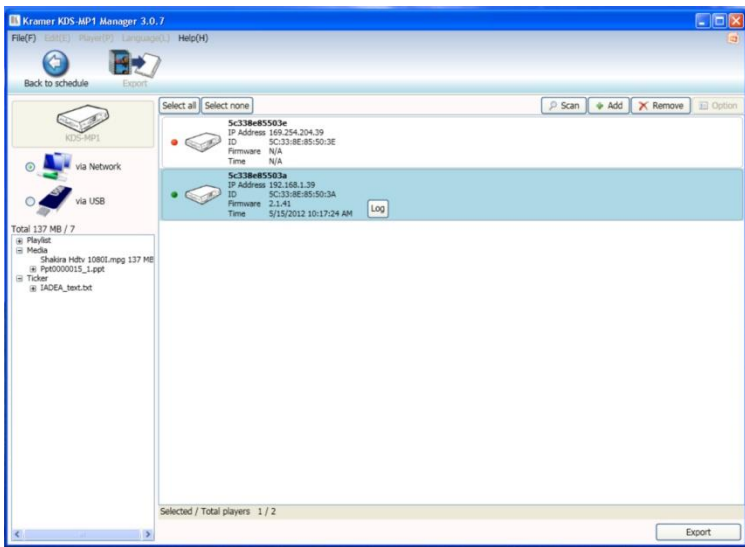 Kramer KDS-MP1 Manager 3.0.7
File(F) Edit(E) Player(P) Language(L) Help(H)
Back to schedule Export
Select all Select none Scan Add Remove Option
KDS-MP1
via Network
via USB
Total 137 MB / 7
Playlist
Media
Shakira Hdtv 1080I.mpg 137 MB
Ppt0000015_1.ppt
Ticker
IADEA_text.txt
5c338e85503e
IP Address 169.254.204.39
ID 5C:33:8E:85:50:3E
Firmware N/A
Time N/A
5c338e85503a
IP Address 192.168.1.39
ID 5C:33:8E:85:50:3A
Firmware 2.1.41
Time 5/15/2012 10:17:24 AM
Log
Selected / Total players 1 / 2
Export